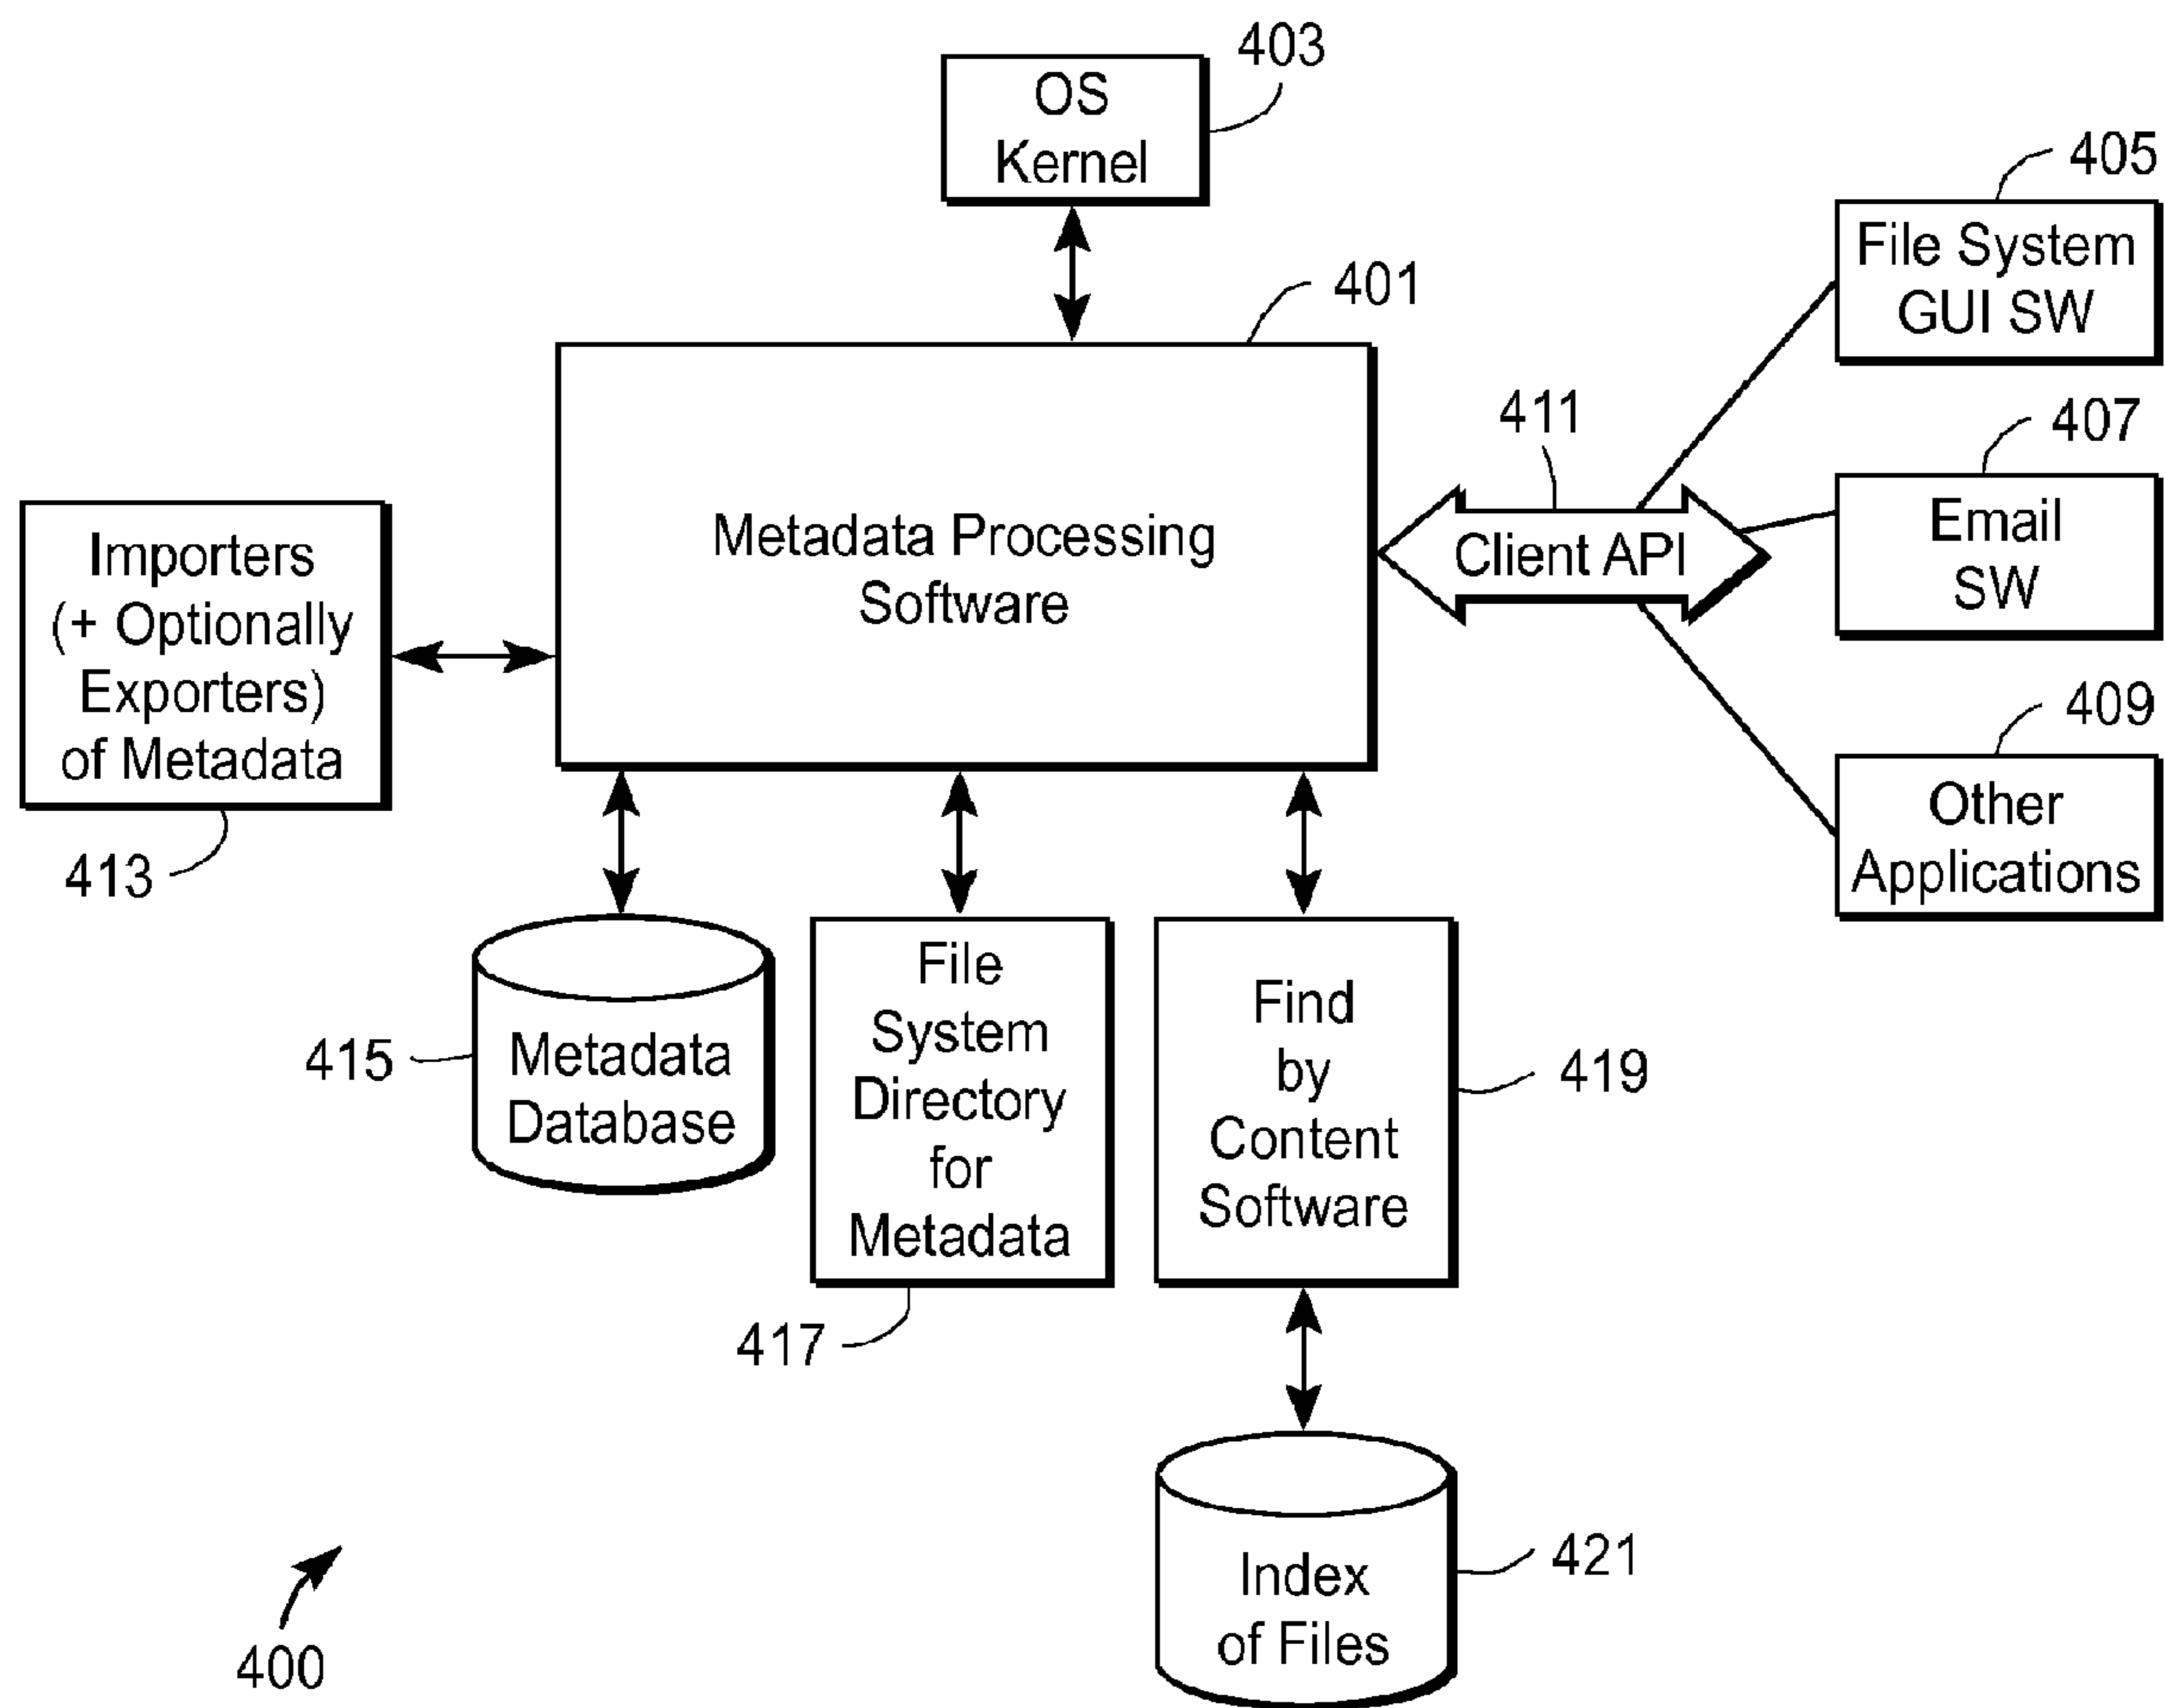 403
OS
Kernel
401
405
File System
GUI SW
411
407
Metadata Processing
Software
Client API
Email
SW
Importers
(+ Optionally
Exporters)
of Metadata
413
409
Other
Applications
415
Metadata
Database
File
System
Directory
for
Metadata
417
Find
by
Content
Software
419
Index
of Files
421
400